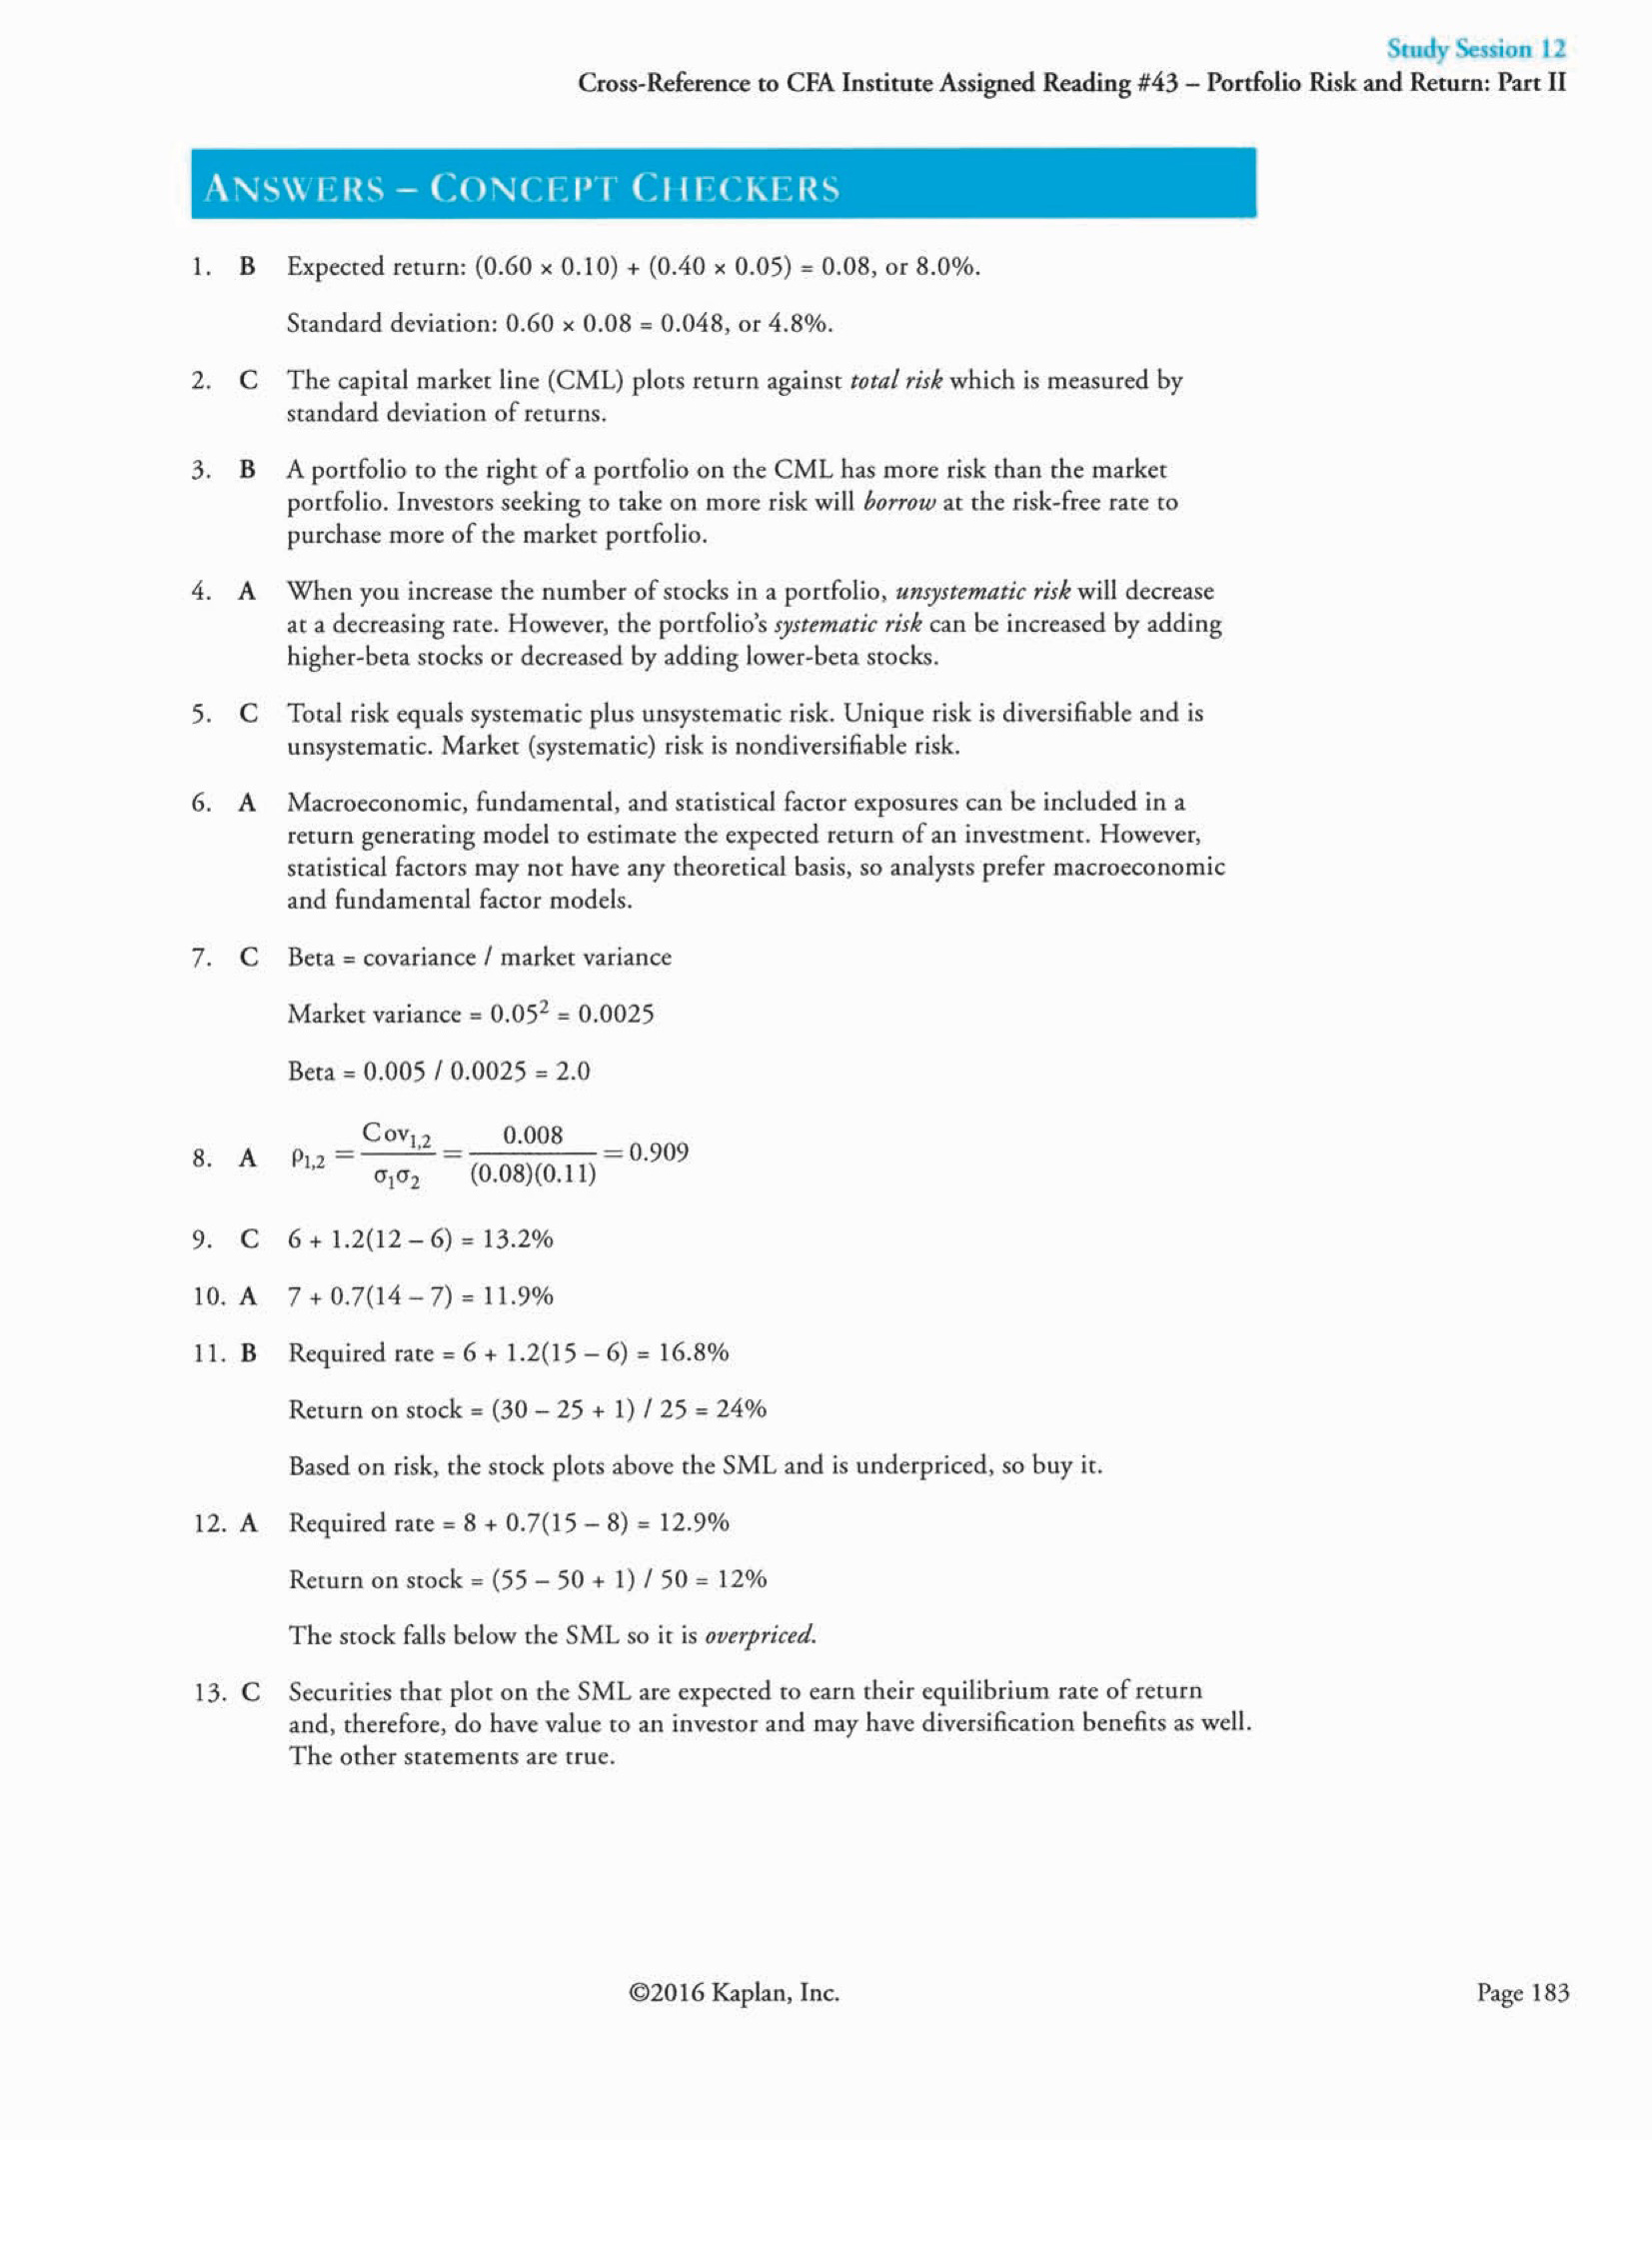 Study Session 12
Cross-Reference to CFA Institute Assigned Reading #43 – Portfolio Risk and Return: Part II
ANSWERS – CONCEPT CHECKERS
1. B Expected return: (0.60 × 0.10) + (0.40 × 0.05) = 0.08, or 8.0%.
Standard deviation: 0.60 × 0.08 = 0.048, or 4.8%.
2. C The capital market line (CML) plots return against total risk which is measured by
standard deviation of returns.
3. B A portfolio to the right of a portfolio on the CML has more risk than the market
portfolio. Investors seeking to take on more risk will borrow at the risk-free rate to
purchase more of the market portfolio.
4. A When you increase the number of stocks in a portfolio, unsystematic risk will decrease
at a decreasing rate. However, the portfolio's systematic risk can be increased by adding
higher-beta stocks or decreased by adding lower-beta stocks.
5. C Total risk equals systematic plus unsystematic risk. Unique risk is diversifiable and is
unsystematic. Market (systematic) risk is nondiversifiable risk.
6. A Macroeconomic, fundamental, and statistical factor exposures can be included in a
return generating model to estimate the expected return of an investment. However,
statistical factors may not have any theoretical basis, so analysts prefer macroeconomic
and fundamental factor models.
7. C Beta = covariance / market variance
Market variance = 0.05² = 0.0025
Beta = 0.005 / 0.0025 = 2.0
8. A ρ₁,₂ = Cov₁,₂ / σ₁σ₂ = 0.008 / (0.08)(0.11) = 0.909
9. C 6 + 1.2(12 – 6) = 13.2%
10. A 7 + 0.7(14 – 7) = 11.9%
11. B Required rate = 6 + 1.2(15 – 6) = 16.8%
Return on stock = (30 – 25 + 1) / 25 = 24%
Based on risk, the stock plots above the SML and is underpriced, so buy it.
12. A Required rate = 8 + 0.7(15 – 8) = 12.9%
Return on stock = (55 – 50 + 1) / 50 = 12%
The stock falls below the SML so it is overpriced.
13. C Securities that plot on the SML are expected to earn their equilibrium rate of return
and, therefore, do have value to an investor and may have diversification benefits as well.
The other statements are true.
©2016 Kaplan, Inc.
Page 183